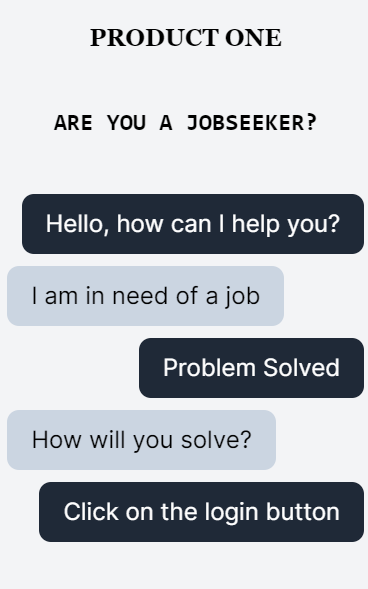 PRODUCT ONE
ARE YOU A JOBSEEKER?
Hello, how can I help you?
I am in need of a job
Problem Solved
How will you solve?
Click on the login button